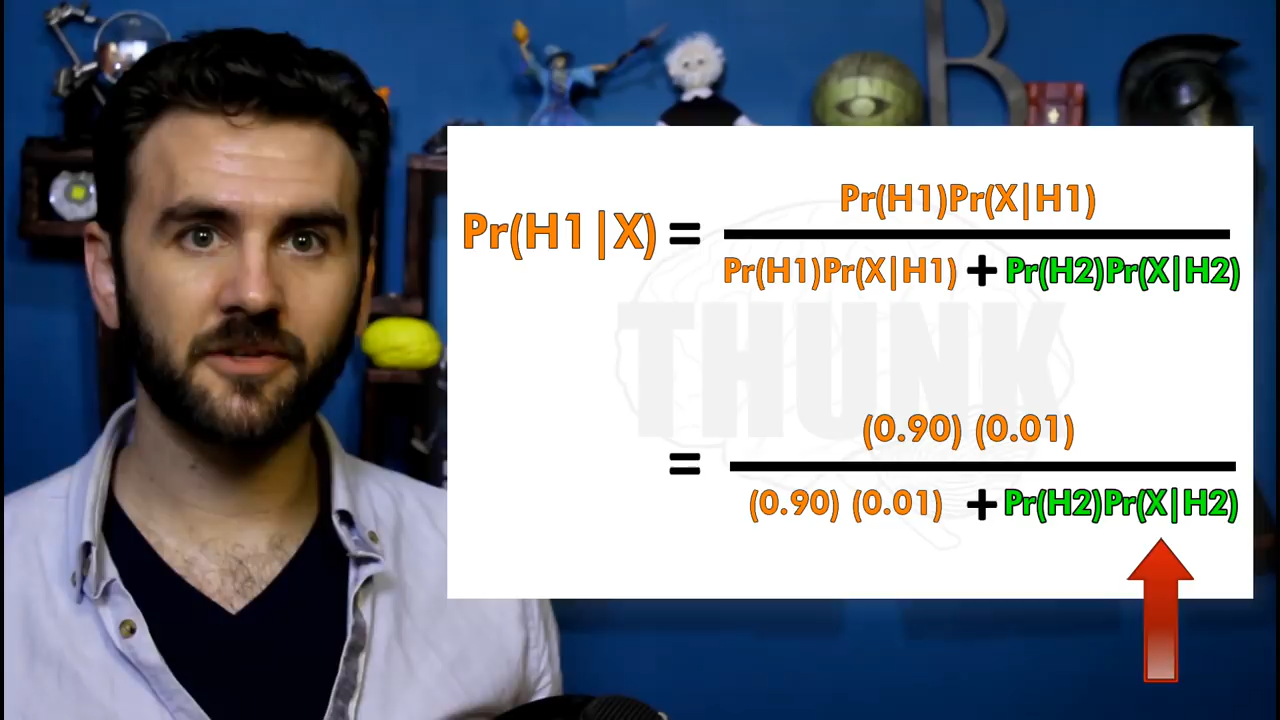 B
Pr(H1)Pr(X|H1)
Pr(H1|X) =
Pr(H1)Pr(X|H1) + Pr(H2)Pr(X|H2)
THUNK
(0.90) (0.01)
=
(0.90) (0.01) + Pr(H2)Pr(X|H2)